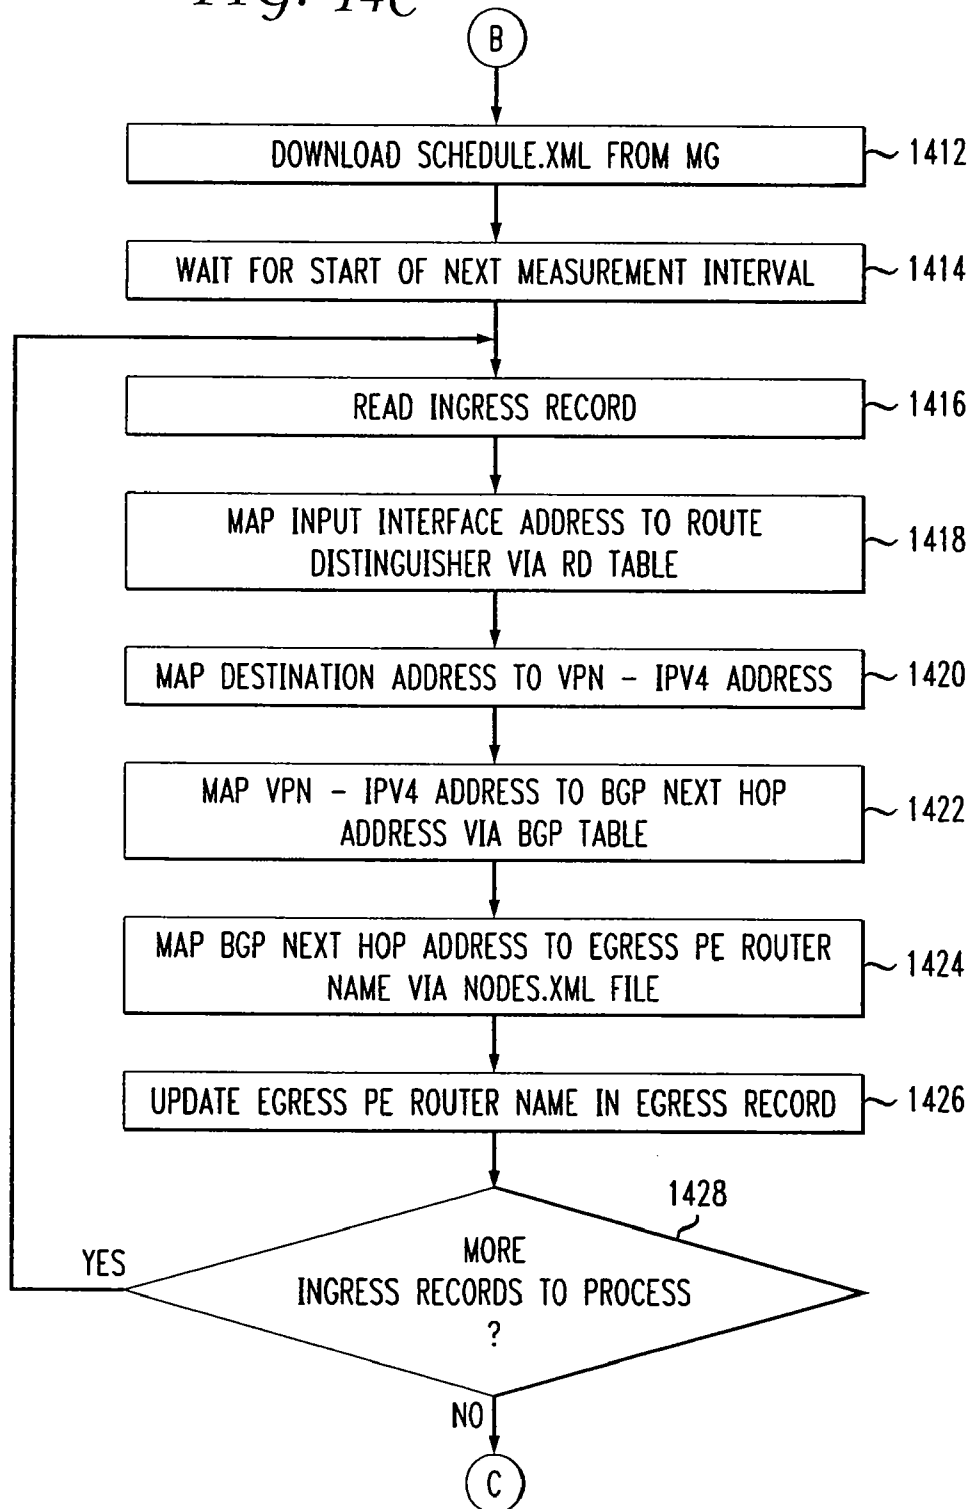 Fig. 14C
B
DOWNLOAD SCHEDULE.XML FROM MG
1412
WAIT FOR START OF NEXT MEASUREMENT INTERVAL
1414
READ INGRESS RECORD
1416
MAP INPUT INTERFACE ADDRESS TO ROUTE
DISTINGUISHER VIA RD TABLE
1418
MAP DESTINATION ADDRESS TO VPN - IPV4 ADDRESS
1420
MAP VPN - IPV4 ADDRESS TO BGP NEXT HOP
ADDRESS VIA BGP TABLE
1422
MAP BGP NEXT HOP ADDRESS TO EGRESS PE ROUTER
NAME VIA NODES.XML FILE
1424
UPDATE EGRESS PE ROUTER NAME IN EGRESS RECORD
1426
1428
YES
MORE
INGRESS RECORDS TO PROCESS
?
NO
C